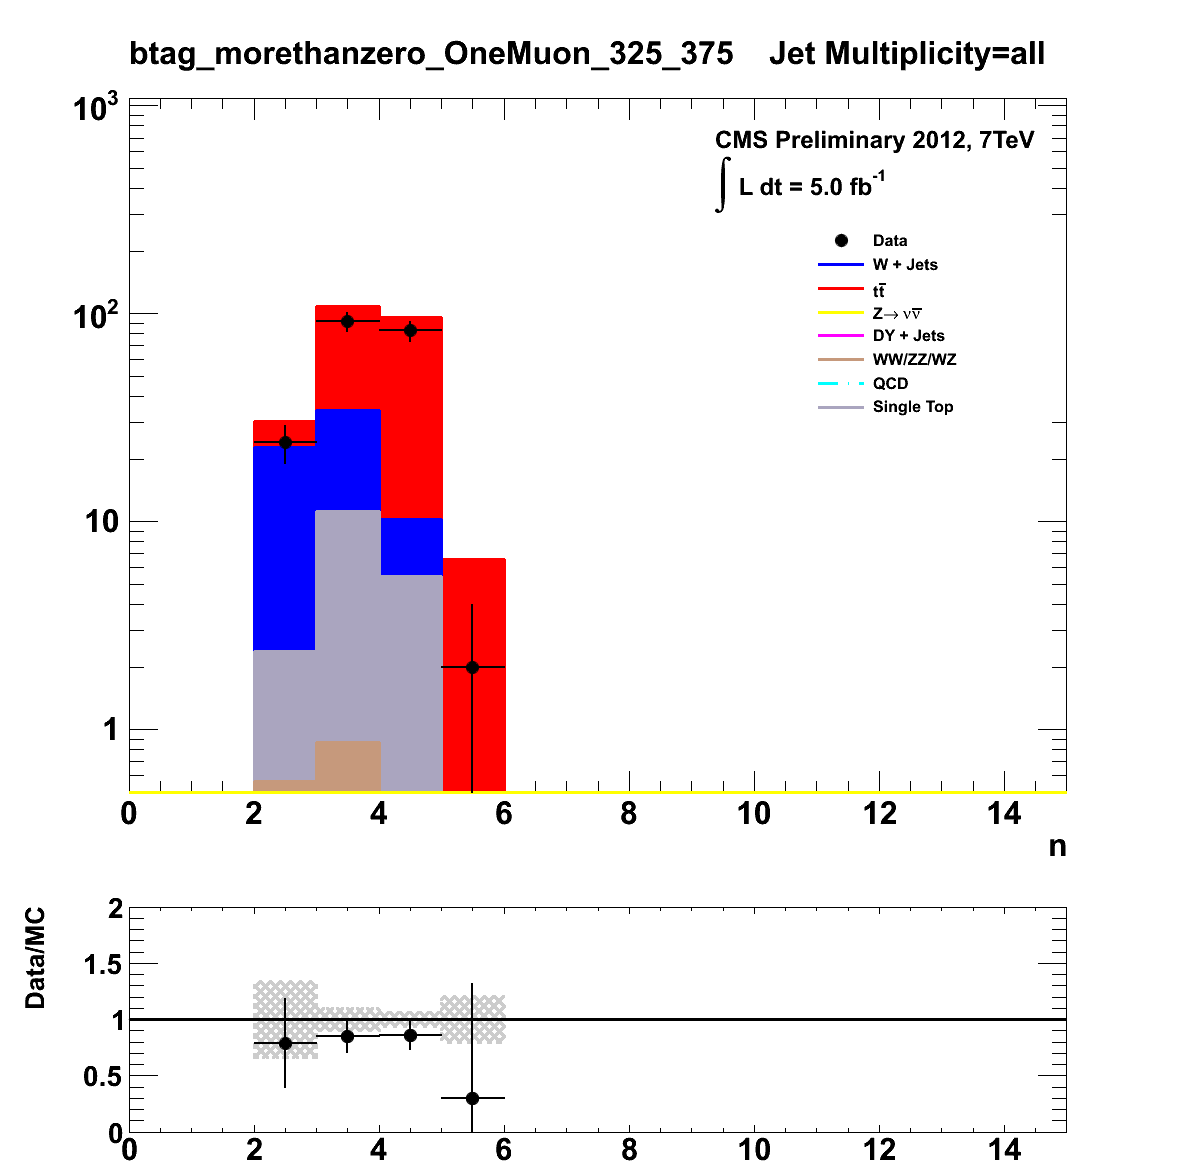 btag_morethanzero_OneMuon_325_375 Jet Multiplicity=all
10³
CMS Preliminary 2012, 7TeV
∫ L dt = 5.0 fb⁻¹
Data
W + Jets
tt̅
Z→ νν̅
DY + Jets
WW/ZZ/WZ
QCD
Single Top
10²
10
1
0 2 4 6 8 10 12 14
n
Data/MC
2
1.5
1
0.5
0
0 2 4 6 8 10 12 14